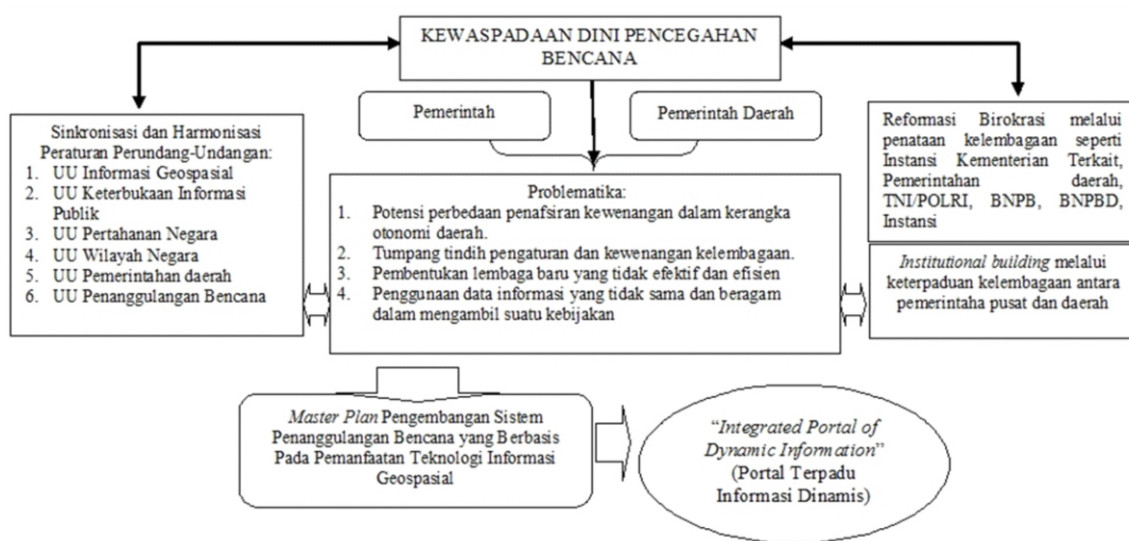 KEWASPADAAN DINI PENCEGAHAN
BENCANA
Pemerintah
Pemerintah Daerah
Sinkronisasi dan Harmonisasi
Peraturan Perundang-Undangan:
1. UU Informasi Geospasial
2. UU Keterbukaan Informasi
Publik
3. UU Pertahanan Negara
4. UU Wilayah Negara
5. UU Pemerintahan daerah
6. UU Penanggulangan Bencana
Problematika:
1. Potensi perbedaan penafsiran kewenangan dalam kerangka
otonomi daerah.
2. Tumpang tindih pengaturan dan kewenangan kelembagaan.
3. Pembentukan lembaga baru yang tidak efektif dan efisien
4. Penggunaan data informasi yang tidak sama dan beragam
dalam mengambil suatu kebijakan
Reformasi Birokrasi melalui
penataan kelembagaan seperti
Instansi Kementerian Terkait,
Pemerintahan daerah,
TNI/POLRI, BNPB, BNPBD,
Instansi
Institutional building melalui
keterpaduan kelembagaan antara
pemerintaha pusat dan daerah
Master Plan Pengembangan Sistem
Penanggulangan Bencana yang Berbasis
Pada Pemanfaatan Teknologi Informasi
Geospasial
“Integrated Portal of
Dynamic Information”
(Portal Terpadu
Informasi Dinamis)